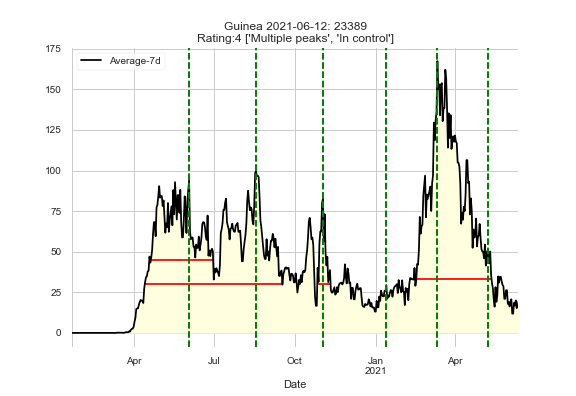 Guinea 2021-06-12: 23389
Rating:4 ['Multiple peaks', 'In control']
Average-7d
175
150
125
100
75
50
25
0
Apr Jul Oct Jan Apr
2021
Date